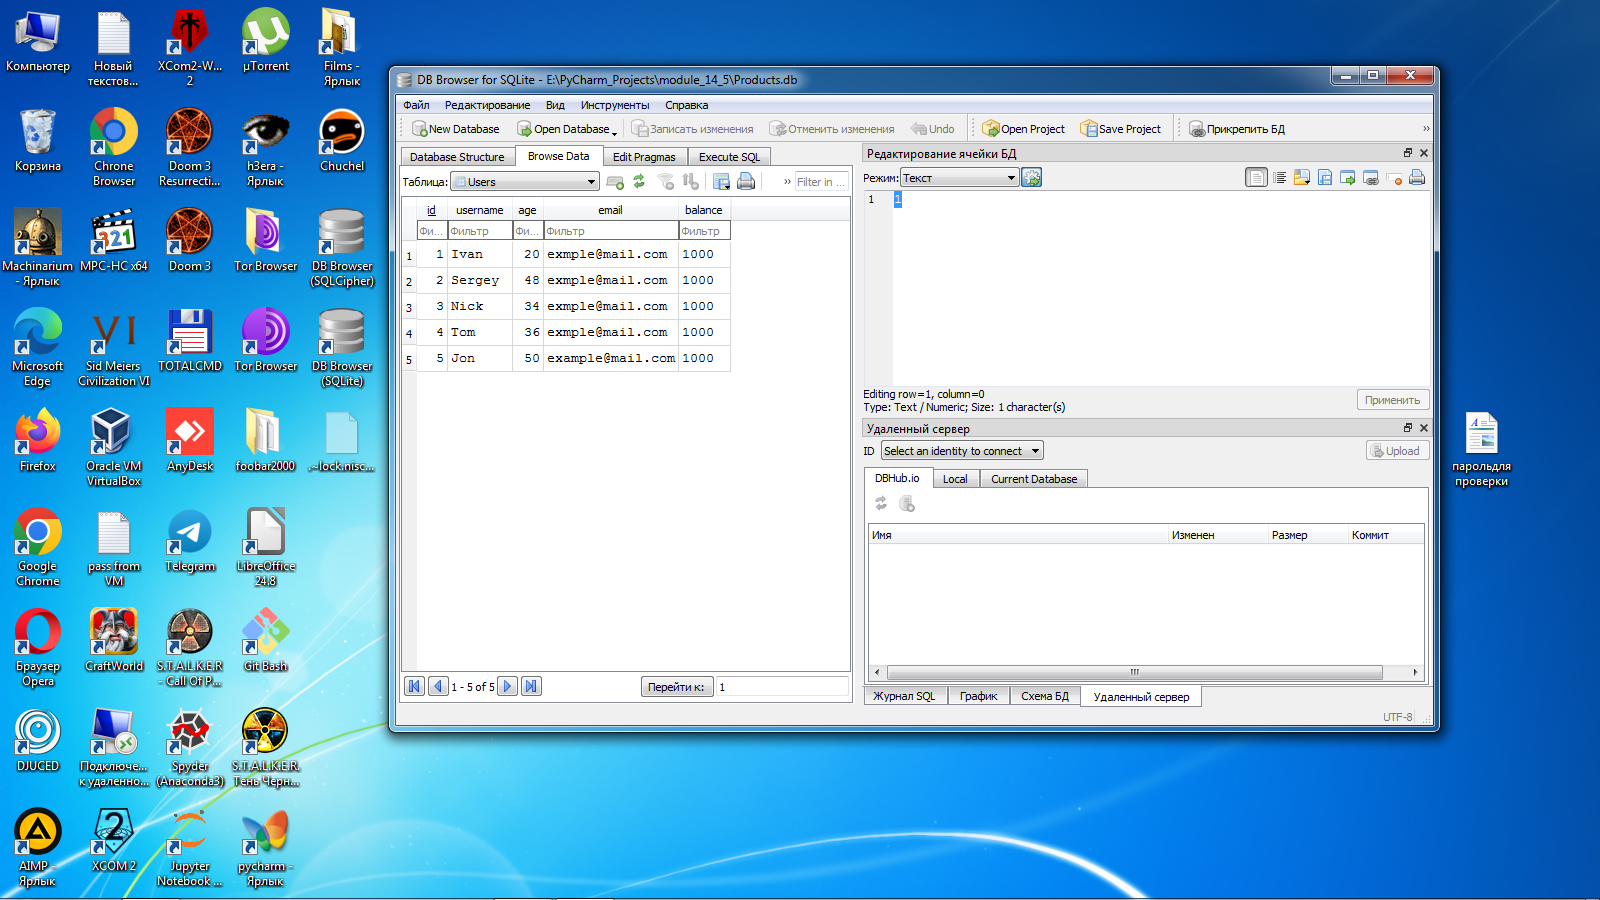 Компьютер
Новый
текстов...
XCom2-W...
2
µTorrent
Films -
Ярлык
Корзина
Chrone
Browser
Doom 3
Resurrecti...
h3era -
Ярлык
Chuchel
Machinarium
- Ярлык
MPC-HC x64
Doom 3
Tor Browser
DB Browser
(SQLCipher)
Microsoft
Edge
Sid Meiers
Civilization VI
TOTALCMD
Tor Browser
DB Browser
(SQLite)
Firefox
Oracle VM
VirtualBox
AnyDesk
foobar2000
.~lock.nisc...
Google
Chrome
pass from
VM
Telegram
LibreOffice
24.8
Браузер
Opera
CraftWorld
S.T.A.L.K.E.R
- Call Of P...
Git Bash
DJUCED
Подключе...
к удаленно...
Spyder
(Anaconda3)
S.T.A.L.K.E.R.
Тень Черн...
AIMP -
Ярлык
XCOM 2
Jupyter
Notebook ...
pycharm -
Ярлык
DB Browser for SQLite - E:\PyCharm_Projects\module_14_5\Products.db
Файл Редактирование Вид Инструменты Справка
New Database Open Database Записать изменения Отменить изменения Undo Open Project Save Project Прикрепить БД »
Database Structure Browse Data Edit Pragmas Execute SQL
Таблица: Users » Filter in ...
id username age email balance
Фи... Фильтр Фи... Фильтр Фильтр
1 1 Ivan 20 exmple@mail.com 1000
2 2 Sergey 48 exmple@mail.com 1000
3 3 Nick 34 exmple@mail.com 1000
4 4 Tom 36 exmple@mail.com 1000
5 5 Jon 50 example@mail.com 1000
1 - 5 of 5 Перейти к: 1
Редактирование ячейки БД
Режим: Текст
1 1
Editing row=1, column=0
Type: Text / Numeric; Size: 1 character(s)
Применить
Удаленный сервер
ID Select an identity to connect Upload
DBHub.io Local Current Database
Имя Изменен Размер Коммит
Журнал SQL График Схема БД Удаленный сервер
UTF-8
парольдля
проверки